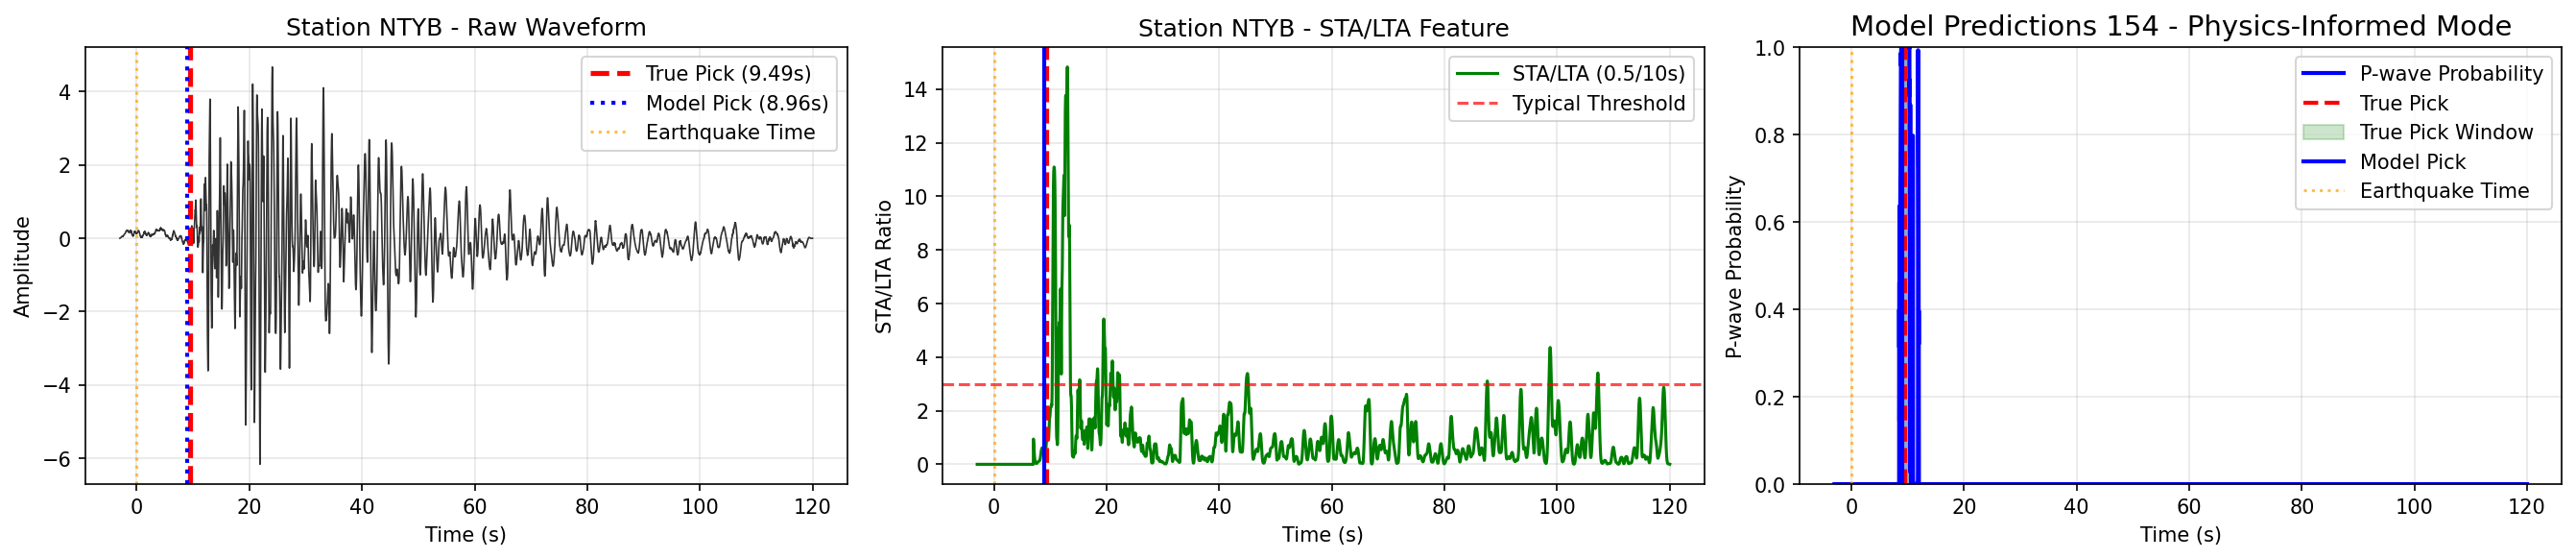 Station NTYB - Raw Waveform
Amplitude
4
2
0
−2
−4
−6
True Pick (9.49s)
Model Pick (8.96s)
Earthquake Time
0 20 40 60 80 100 120
Time (s)
Station NTYB - STA/LTA Feature
STA/LTA Ratio
14
12
10
8
6
4
2
0
STA/LTA (0.5/10s)
Typical Threshold
0 20 40 60 80 100 120
Time (s)
Model Predictions 154 - Physics-Informed Mode
P-wave Probability
1.0
0.8
0.6
0.4
0.2
0.0
P-wave Probability
True Pick
True Pick Window
Model Pick
Earthquake Time
0 20 40 60 80 100 120
Time (s)